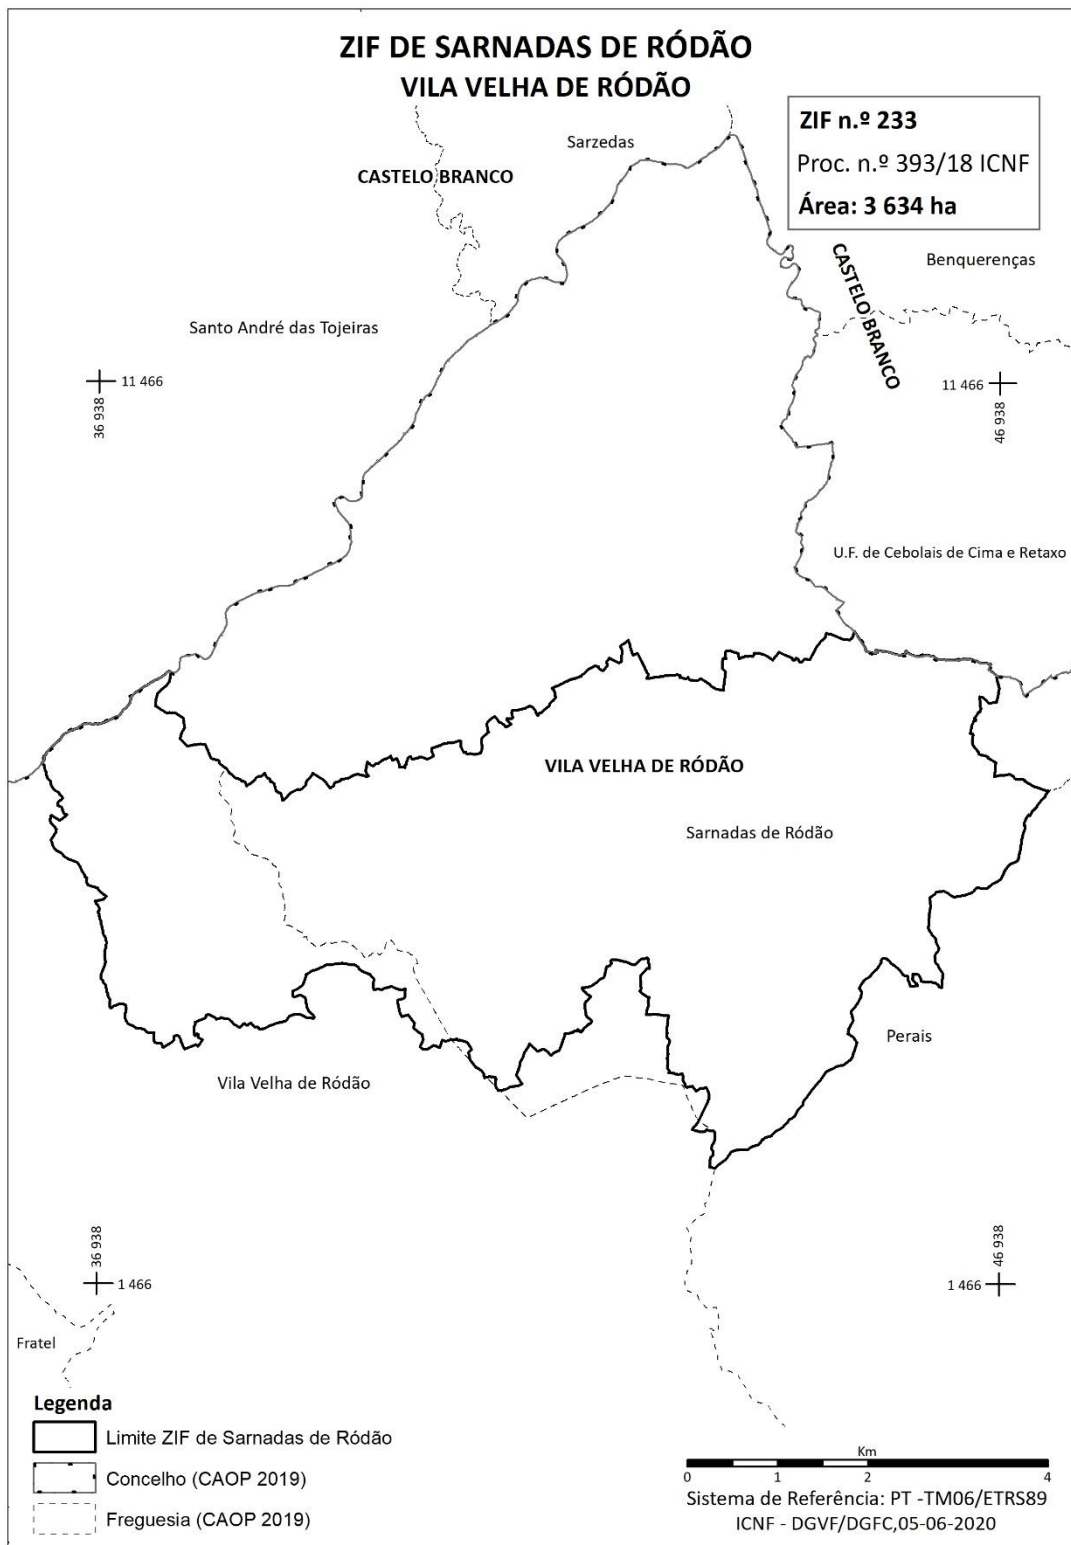 ZIF DE SARNADAS DE RÓDÃO
VILA VELHA DE RÓDÃO
ZIF n.º 233
Proc. n.º 393/18 ICNF
Área: 3 634 ha
Sarzedas
CASTELO BRANCO
CASTELO BRANCO
Benquerenças
Santo André das Tojeiras
11 466
36 938
11 466
46 938
U.F. de Cebolais de Cima e Retaxo
VILA VELHA DE RÓDÃO
Sarnadas de Ródão
Perais
Vila Velha de Ródão
36 938
1 466
46 938
1 466
Fratel
Legenda
Limite ZIF de Sarnadas de Ródão
Concelho (CAOP 2019)
Freguesia (CAOP 2019)
Km
0 1 2 4
Sistema de Referência: PT -TM06/ETRS89
ICNF - DGVF/DGFC,05-06-2020